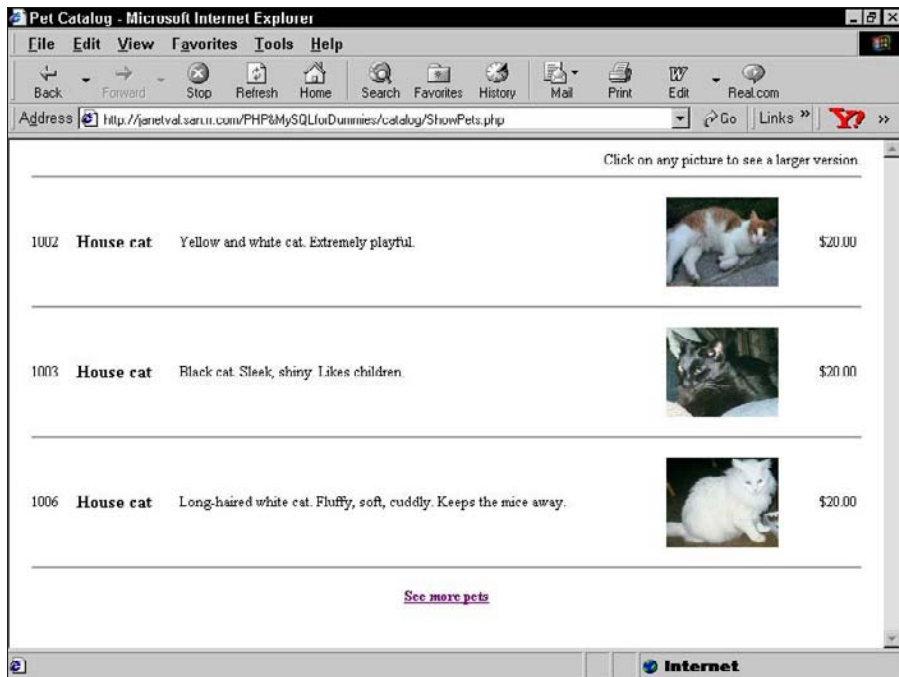 Pet Catalog - Microsoft Internet Explorer
File Edit View Favorites Tools Help
Back Forward Stop Refresh Home Search Favorites History Mail Print Edit Real.com
Address http://janetval.san.rr.com/PHP&MySQLforDummies/catalog/ShowPets.php Go Links »
Click on any picture to see a larger version.
1002 House cat Yellow and white cat. Extremely playful. $20.00
1003 House cat Black cat. Sleek, shiny. Likes children. $20.00
1006 House cat Long-haired white cat. Fluffy, soft, cuddly. Keeps the mice away. $20.00
See more pets
Internet